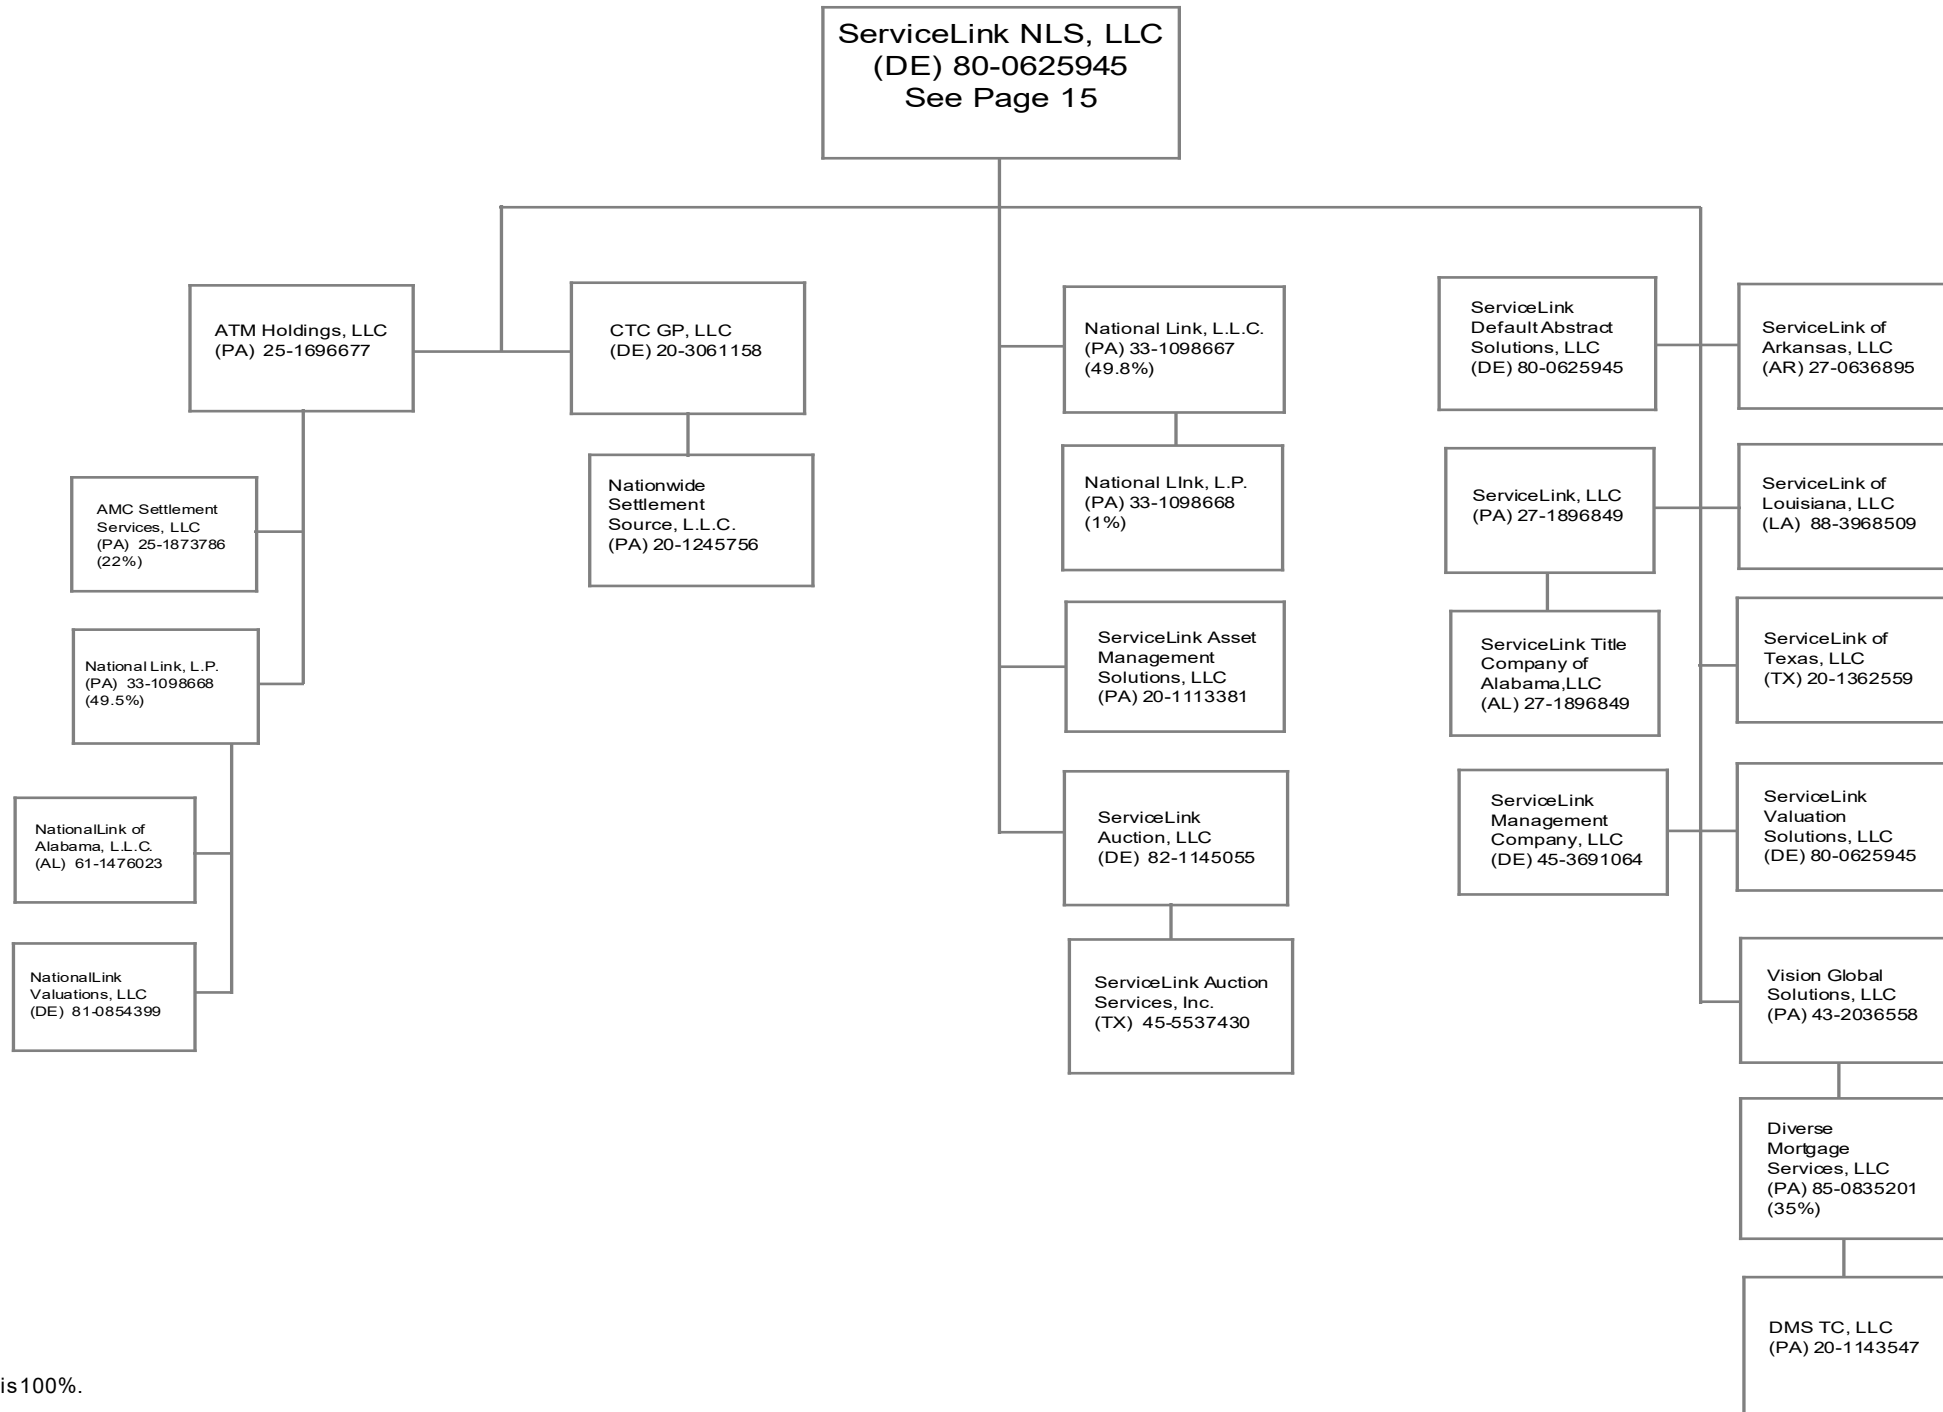 ServiceLink NLS, LLC
(DE) 80-0625945
See Page 15
ATM Holdings, LLC
(PA) 25-1696677
CTC GP, LLC
(DE) 20-3061158
National Link, L.L.C.
(PA) 33-1098667
(49.8%)
ServiceLink
Default Abstract
Solutions, LLC
(DE) 80-0625945
ServiceLink of
Arkansas, LLC
(AR) 27-0636895
AMC Settlement
Services, LLC
(PA) 25-1873786
(22%)
Nationwide
Settlement
Source, L.L.C.
(PA) 20-1245756
National LInk, L.P.
(PA) 33-1098668
(1%)
ServiceLink, LLC
(PA) 27-1896849
ServiceLink of
Louisiana, LLC
(LA) 88-3968509
National Link, L.P.
(PA) 33-1098668
(49.5%)
ServiceLink Asset
Management
Solutions, LLC
(PA) 20-1113381
ServiceLink Title
Company of
Alabama,LLC
(AL) 27-1896849
ServiceLink of
Texas, LLC
(TX) 20-1362559
NationalLink of
Alabama, L.L.C.
(AL) 61-1476023
ServiceLink
Auction, LLC
(DE) 82-1145055
ServiceLink
Management
Company, LLC
(DE) 45-3691064
ServiceLink
Valuation
Solutions, LLC
(DE) 80-0625945
NationalLink
Valuations, LLC
(DE) 81-0854399
ServiceLink Auction
Services, Inc.
(TX) 45-5537430
Vision Global
Solutions, LLC
(PA) 43-2036558
Diverse
Mortgage
Services, LLC
(PA) 85-0835201
(35%)
DMS TC, LLC
(PA) 20-1143547
is100%.